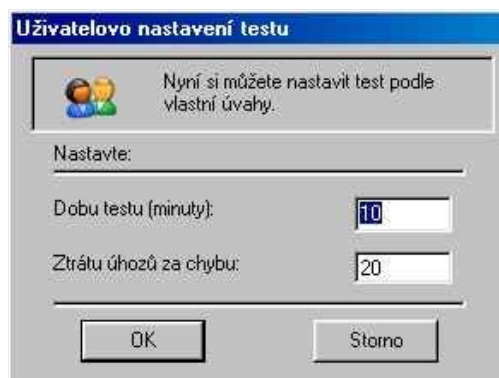 Uživatelovo nastavení testu
Nyní si můžete nastavit test podle
vlastní úvahy.
Nastavte:
Dobu testu (minuty): 10
Ztrátu úhozů za chybu: 20
OK Storno